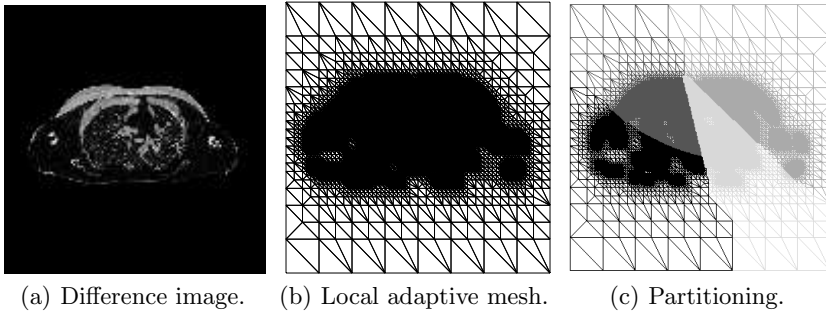 (a) Difference image.
(b) Local adaptive mesh.
(c) Partitioning.